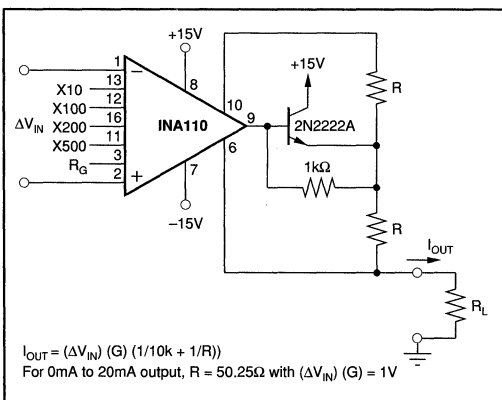 +15V
1
−
13
X10
8
+15V
12
X100
10
R
ΔV_IN
16
X200
INA110
9
2N2222A
11
X500
6
3
R_G
1kΩ
2
+
7
R
−15V
I_OUT
R_L
I_OUT = (ΔV_IN) (G) (1/10k + 1/R))
For 0mA to 20mA output, R = 50.25Ω with (ΔV_IN) (G) = 1V